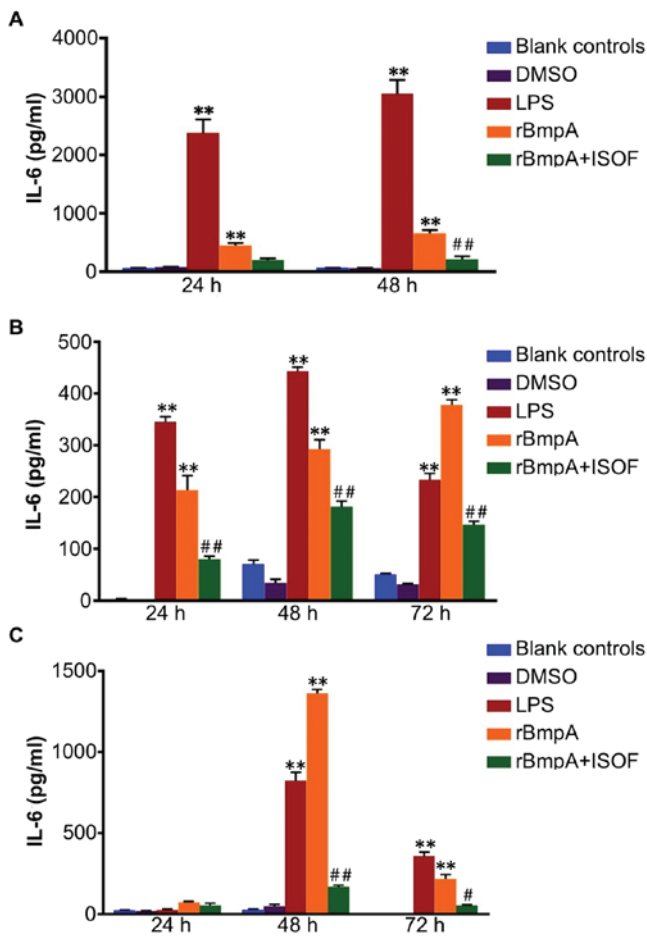 A
4000
3000
2000
1000
0
IL-6 (pg/ml)
** ** ** ** ##
24 h 48 h
Blank controls
DMSO
LPS
rBmpA
rBmpA+ISOF
B
500
400
300
200
100
0
IL-6 (pg/ml)
** ** ## ** ** ## ** ** ##
24 h 48 h 72 h
Blank controls
DMSO
LPS
rBmpA
rBmpA+ISOF
C
1500
1000
500
0
IL-6 (pg/ml)
** ** ## ** ** #
24 h 48 h 72 h
Blank controls
DMSO
LPS
rBmpA
rBmpA+ISOF